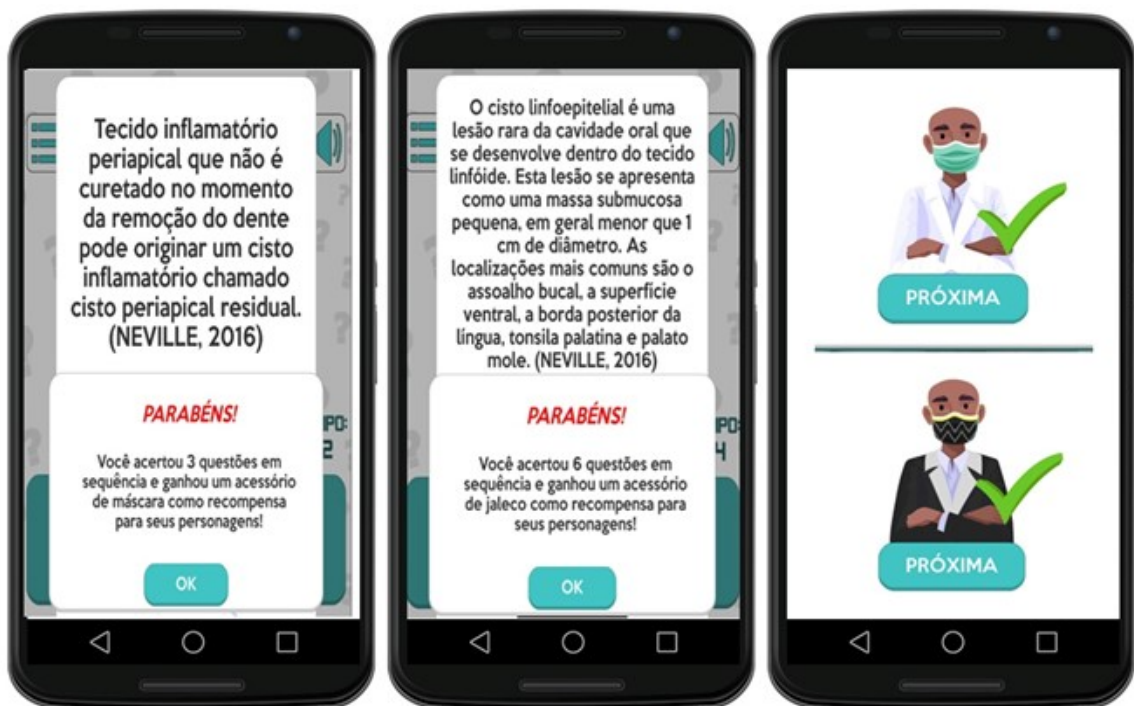 Tecido inflamatório
periapical que não é
curetado no momento
da remoção do dente
pode originar um cisto
inflamatório chamado
cisto periapical residual.
(NEVILLE, 2016)
PARABÉNS!
Você acertou 3 questões em
sequência e ganhou um acessório
de máscara como recompensa
para seus personagens!
OK
2
O cisto linfoepitelial é uma
lesão rara da cavidade oral que
se desenvolve dentro do tecido
linfóide. Esta lesão se apresenta
como uma massa submucosa
pequena, em geral menor que 1
cm de diâmetro. As
localizações mais comuns são o
assoalho bucal, a superfície
ventral, a borda posterior da
língua, tonsila palatina e palato
mole. (NEVILLE, 2016)
PARABÉNS!
Você acertou 6 questões em
sequência e ganhou um acessório
de jaleco como recompensa para
seus personagens!
OK
4
PRÓXIMA
PRÓXIMA